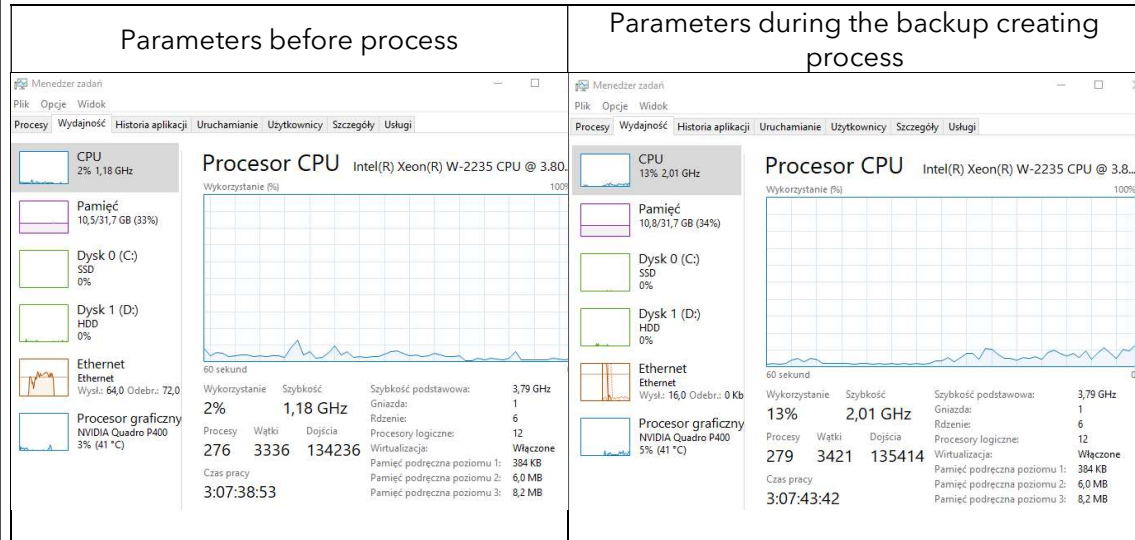 Parameters before process
Parameters during the backup creating
process
Menedżer zadań
Plik Opcje Widok
Procesy Wydajność Historia aplikacji Uruchamianie Użytkownicy Szczegóły Usługi
CPU
2% 1,18 GHz
Pamięć
10,5/31,7 GB (33%)
Dysk 0 (C:)
SSD
0%
Dysk 1 (D:)
HDD
0%
Ethernet
Ethernet
Wysł.: 64,0 Odebr.: 72,0
Procesor graficzny
NVIDIA Quadro P400
3% (41 °C)
Procesor CPU Intel(R) Xeon(R) W-2235 CPU @ 3.80.
Wykorzystanie (%) 100%
60 sekund
Wykorzystanie Szybkość
2% 1,18 GHz
Procesy Wątki Dojścia
276 3336 134236
Czas pracy
3:07:38:53
Szybkość podstawowa: 3,79 GHz
Gniazda: 1
Rdzenie: 6
Procesory logiczne: 12
Wirtualizacja: Włączone
Pamięć podręczna poziomu 1: 384 KB
Pamięć podręczna poziomu 2: 6,0 MB
Pamięć podręczna poziomu 3: 8,2 MB
Menedżer zadań
Plik Opcje Widok
Procesy Wydajność Historia aplikacji Uruchamianie Użytkownicy Szczegóły Usługi
CPU
13% 2,01 GHz
Pamięć
10,8/31,7 GB (34%)
Dysk 0 (C:)
SSD
0%
Dysk 1 (D:)
HDD
0%
Ethernet
Ethernet
Wysł.: 16,0 Odebr.: 0 Kb
Procesor graficzny
NVIDIA Quadro P400
5% (41 °C)
Procesor CPU Intel(R) Xeon(R) W-2235 CPU @ 3.8...
Wykorzystanie (%) 100%
60 sekund 0
Wykorzystanie Szybkość
13% 2,01 GHz
Procesy Wątki Dojścia
279 3421 135414
Czas pracy
3:07:43:42
Szybkość podstawowa: 3,79 GHz
Gniazda: 1
Rdzenie: 6
Procesory logiczne: 12
Wirtualizacja: Włączone
Pamięć podręczna poziomu 1: 384 KB
Pamięć podręczna poziomu 2: 6,0 MB
Pamięć podręczna poziomu 3: 8,2 MB